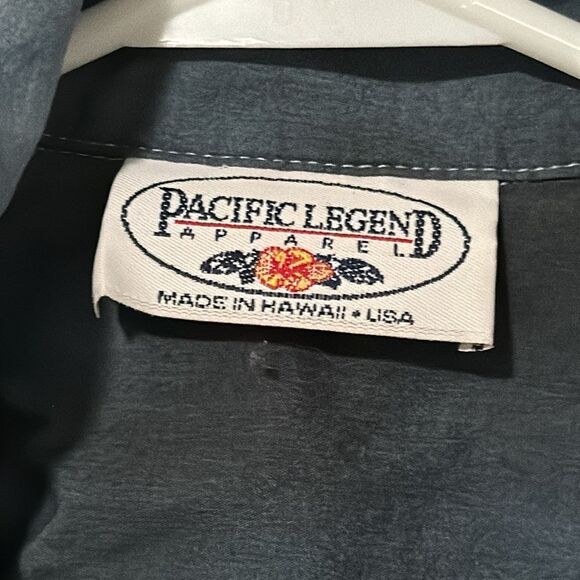 PACIFIC LEGEND
APPAREL
MADE IN HAWAII • USA